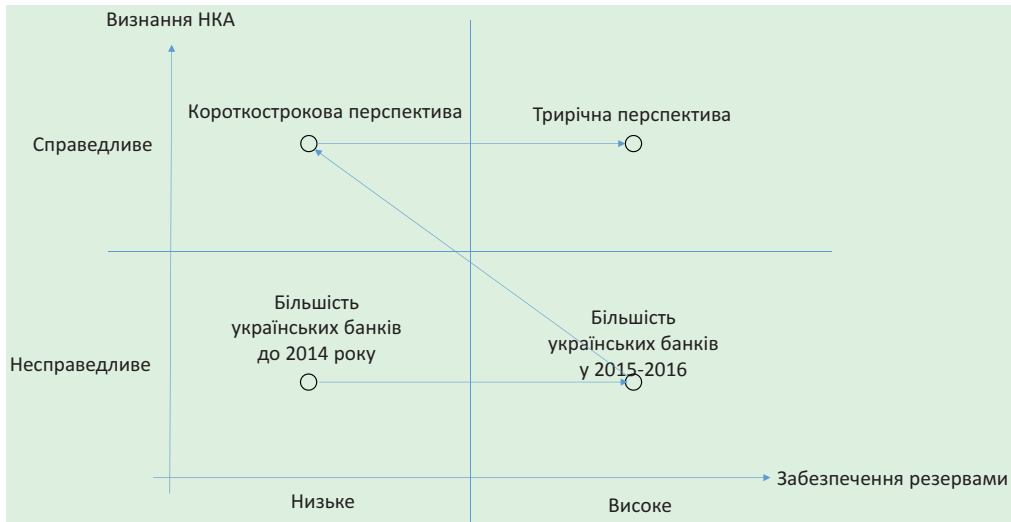 Визнання НКА
Короткострокова перспектива
Трирічна перспектива
Справедливе
Більшість
українських банків
до 2014 року
Більшість
українських банків
у 2015-2016
Несправедливе
Забезпечення резервами
Низьке
Високе